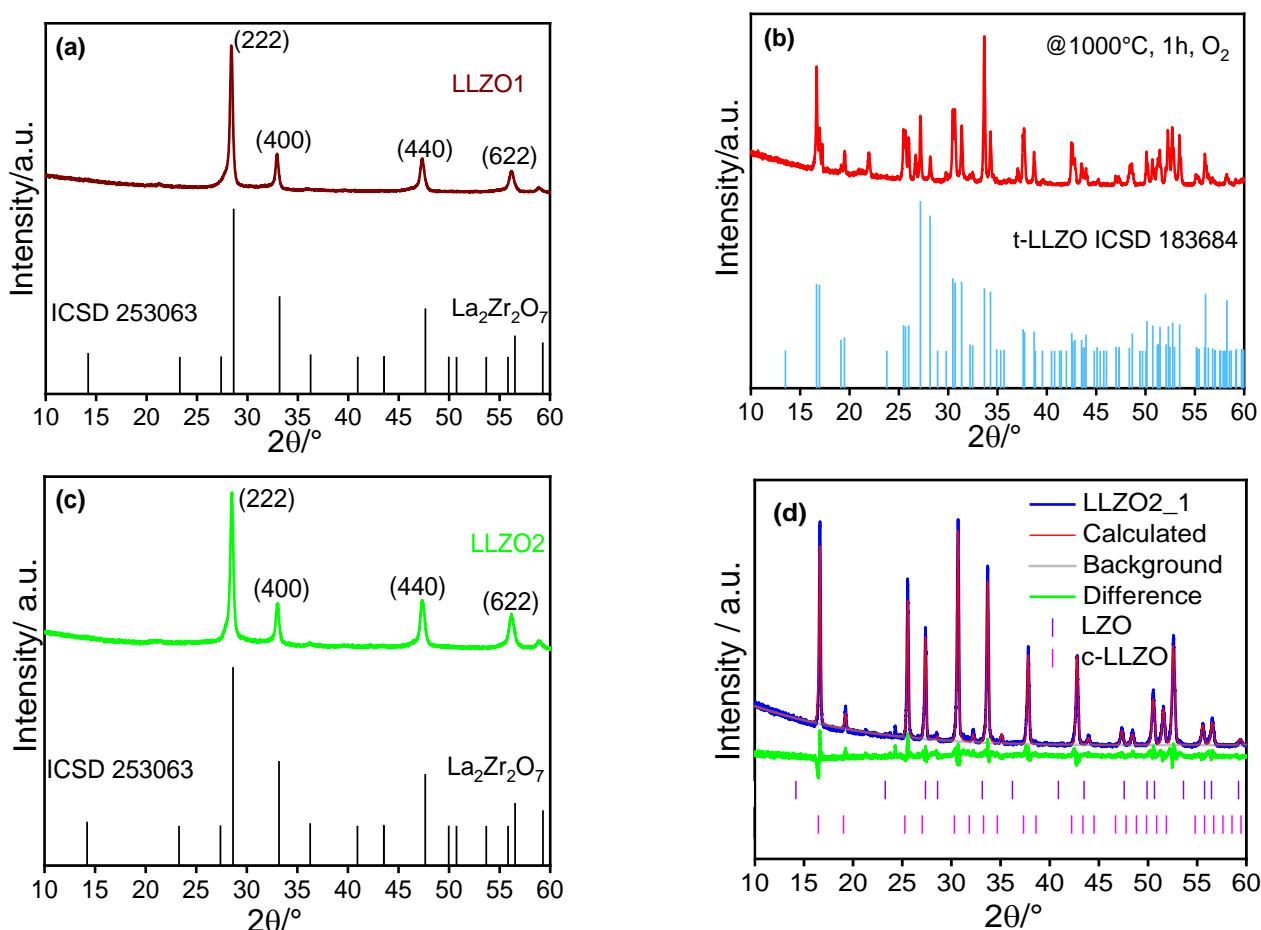 (a)
(222)
LLZO1
(400)
(440)
(622)
ICSD 253063
La2Zr2O7
Intensity/a.u.
10 15 20 25 30 35 40 45 50 55 60
2θ/°
(b)
@1000°C, 1h, O2
t-LLZO ICSD 183684
Intensity/a.u.
10 15 20 25 30 35 40 45 50 55 60
2θ/°
(c)
(222)
LLZO2
(400)
(440)
(622)
ICSD 253063
La2Zr2O7
Intensity/ a.u.
10 15 20 25 30 35 40 45 50 55 60
2θ/°
(d)
LLZO2_1
Calculated
Background
Difference
LZO
c-LLZO
Intensity / a.u.
10 15 20 25 30 35 40 45 50 55 60
2θ/°